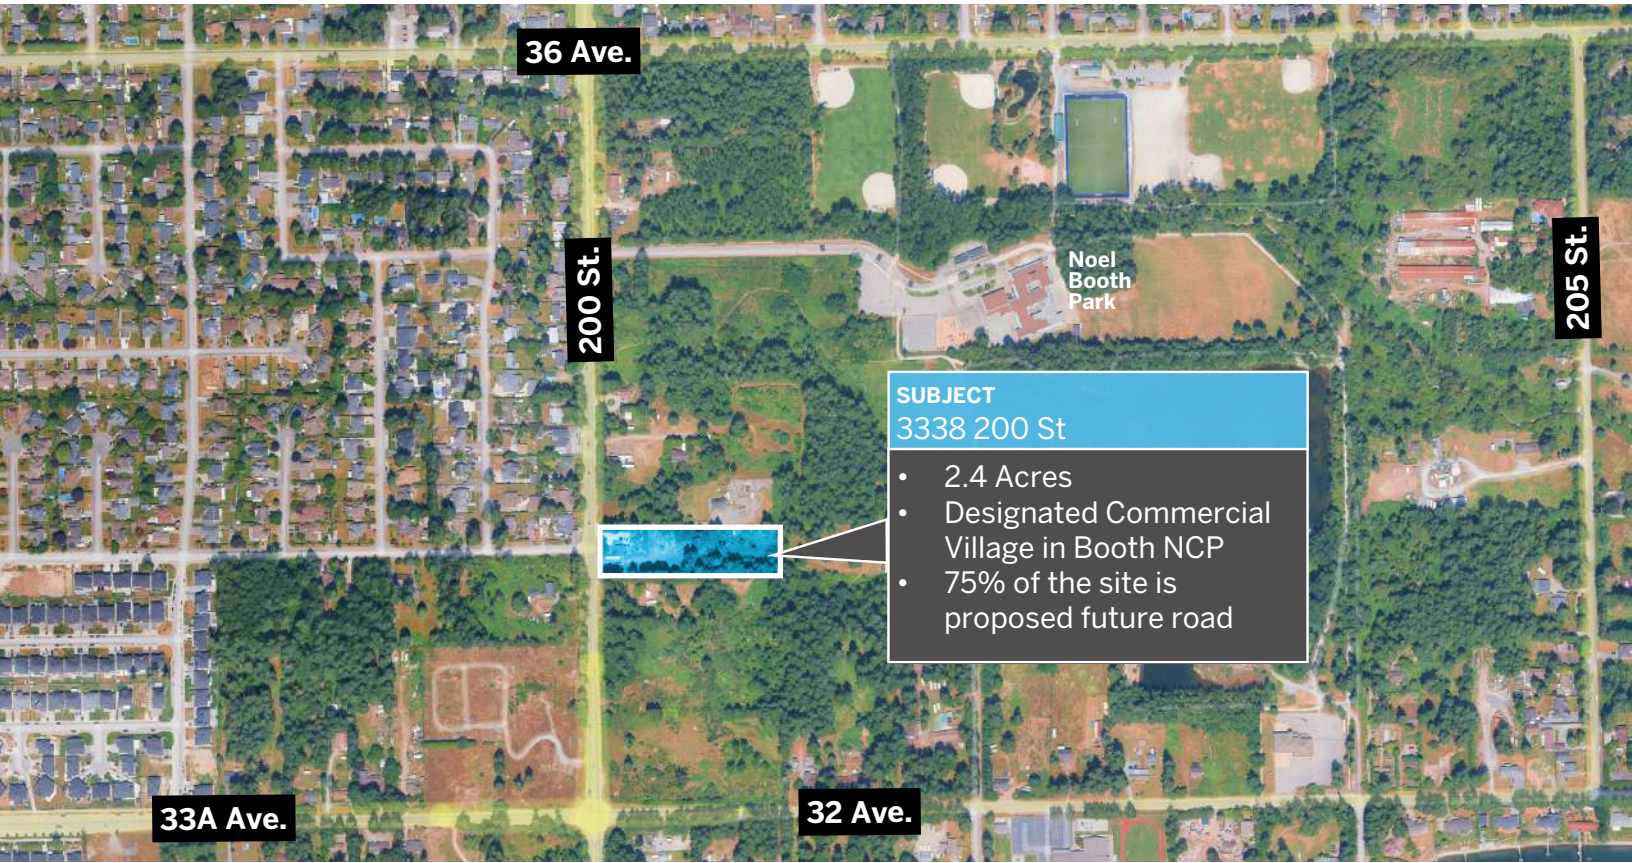 36 Ave.
200 St.
205 St.
Noel
Booth
Park
SUBJECT
3338 200 St
• 2.4 Acres
• Designated Commercial
Village in Booth NCP
• 75% of the site is
proposed future road
33A Ave.
32 Ave.